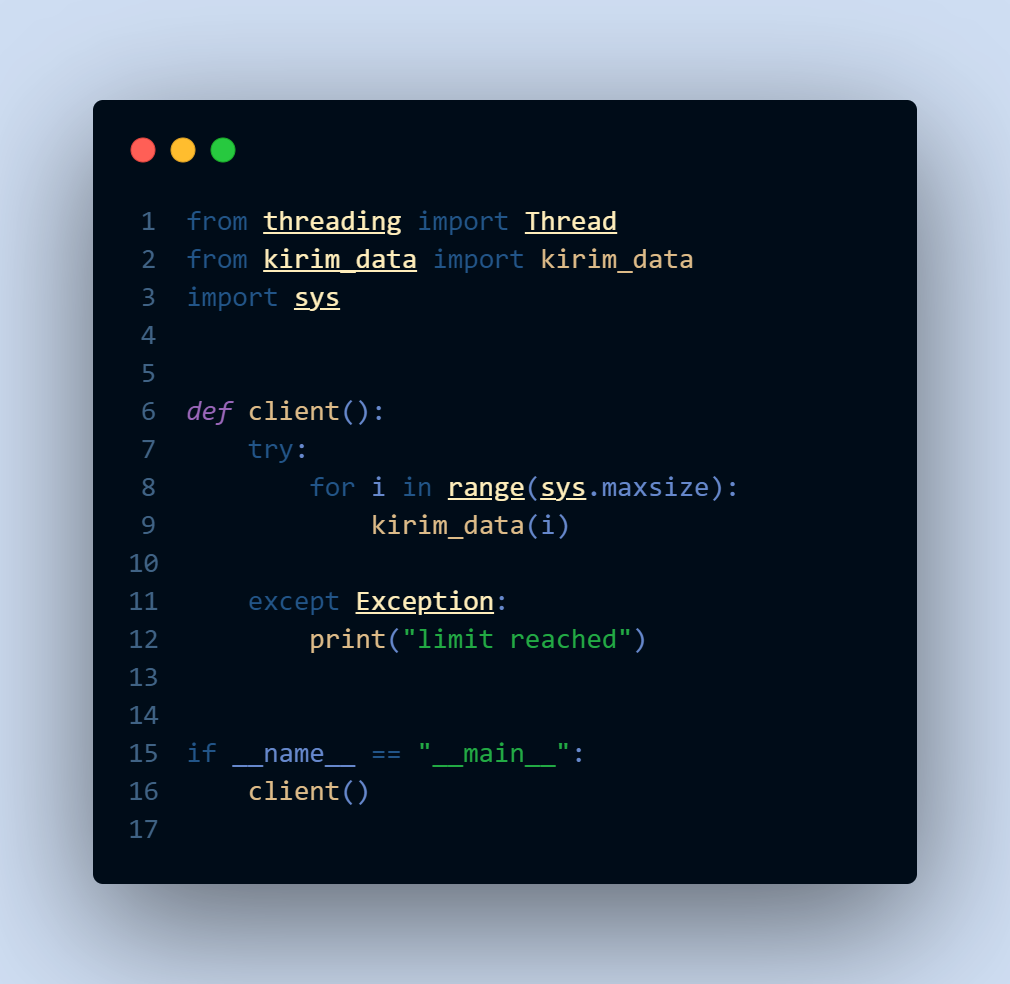 1 from threading import Thread
2 from kirim_data import kirim_data
3 import sys
4
5
6 def client():
7     try:
8         for i in range(sys.maxsize):
9             kirim_data(i)
10
11     except Exception:
12         print("limit reached")
13
14
15 if __name__ == "__main__":
16     client()
17